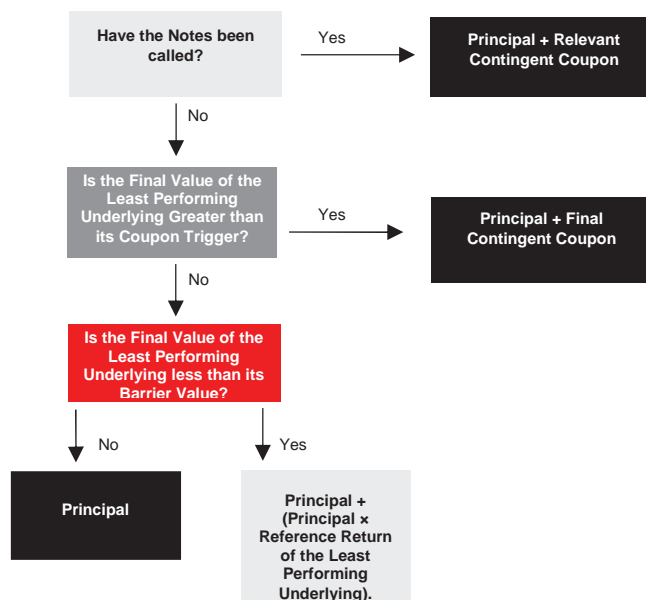 Have the Notes been
called?
Yes
Principal + Relevant
Contingent Coupon
No
Is the Final Value of the
Least Performing
Underlying Greater than
its Coupon Trigger?
Yes
Principal + Final
Contingent Coupon
No
Is the Final Value of the
Least Performing
Underlying less than its
Barrier Value?
No
Yes
Principal
Principal +
(Principal ×
Reference Return
of the Least
Performing
Underlying).